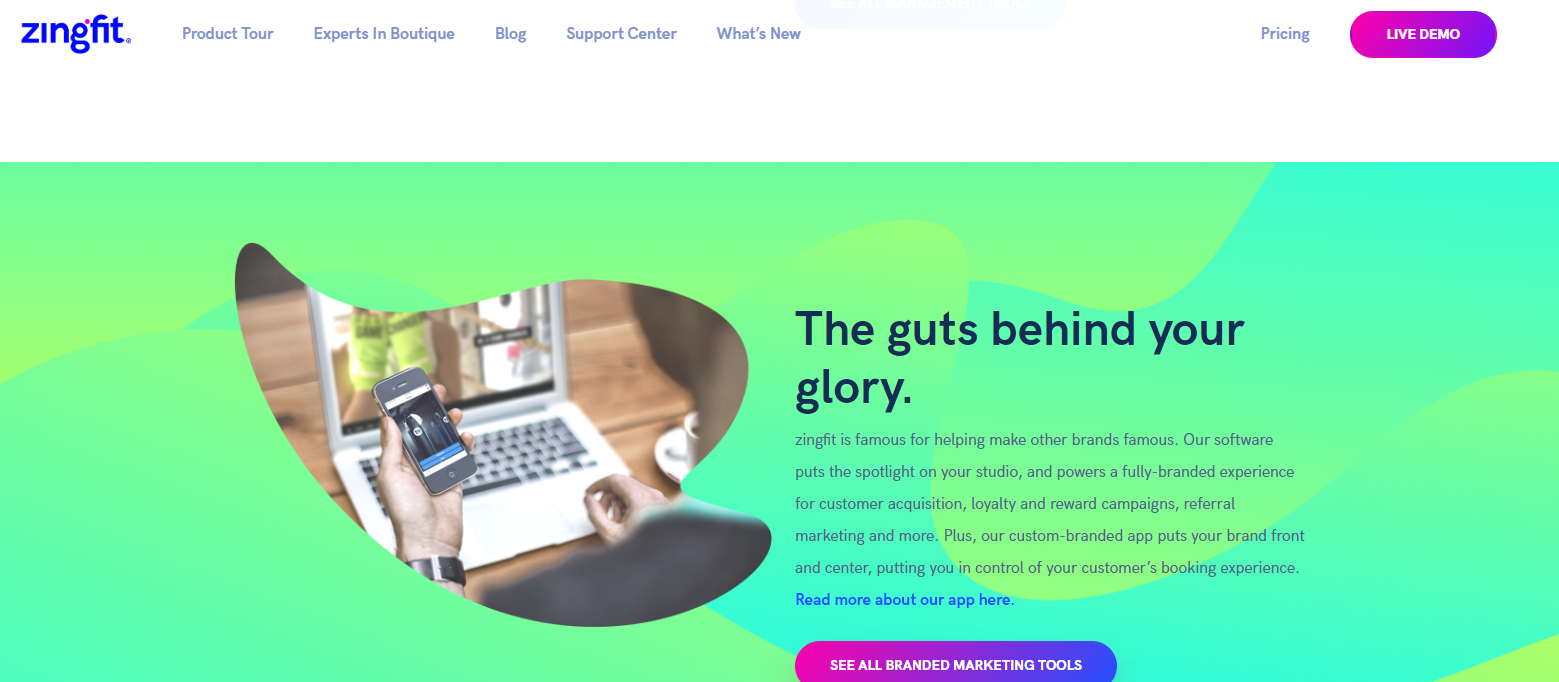 SEE ALL MANAGEMENT TOOLS
zingfit®
Product Tour
Experts In Boutique
Blog
Support Center
What's New
Pricing
LIVE DEMO
GAME CHANGER
The guts behind your
glory.
zingfit is famous for helping make other brands famous. Our software
puts the spotlight on your studio, and powers a fully-branded experience
for customer acquisition, loyalty and reward campaigns, referral
marketing and more. Plus, our custom-branded app puts your brand front
and center, putting you in control of your customer’s booking experience.
Read more about our app here.
SEE ALL BRANDED MARKETING TOOLS